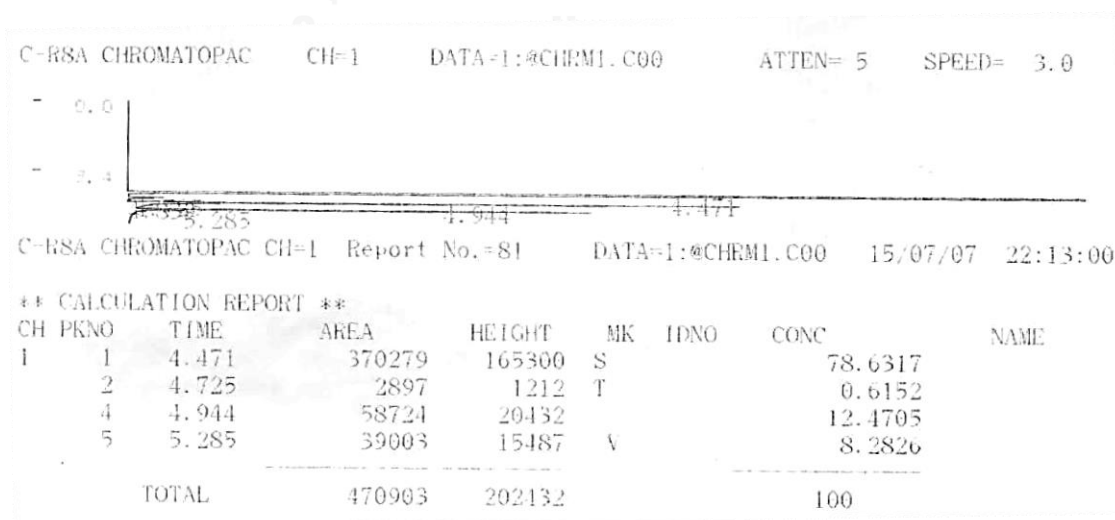 C-R8A CHROMATOPAC CH=1 DATA=1:@CHRM1.C00 ATTEN= 5 SPEED= 3.0
0.0
5.285 4.944 4.471
C-R8A CHROMATOPAC CH=1 Report No.=81 DATA=1:@CHRM1.C00 15/07/07 22:13:00
** CALCULATION REPORT **
CH PKNO TIME AREA HEIGHT MK IDNO CONC NAME
1 1 4.471 370279 165300 S 78.6317
2 4.725 2897 1212 T 0.6152
4 4.944 58724 20432 12.4705
5 5.285 39003 15487 V 8.2826
TOTAL 470903 202432 100